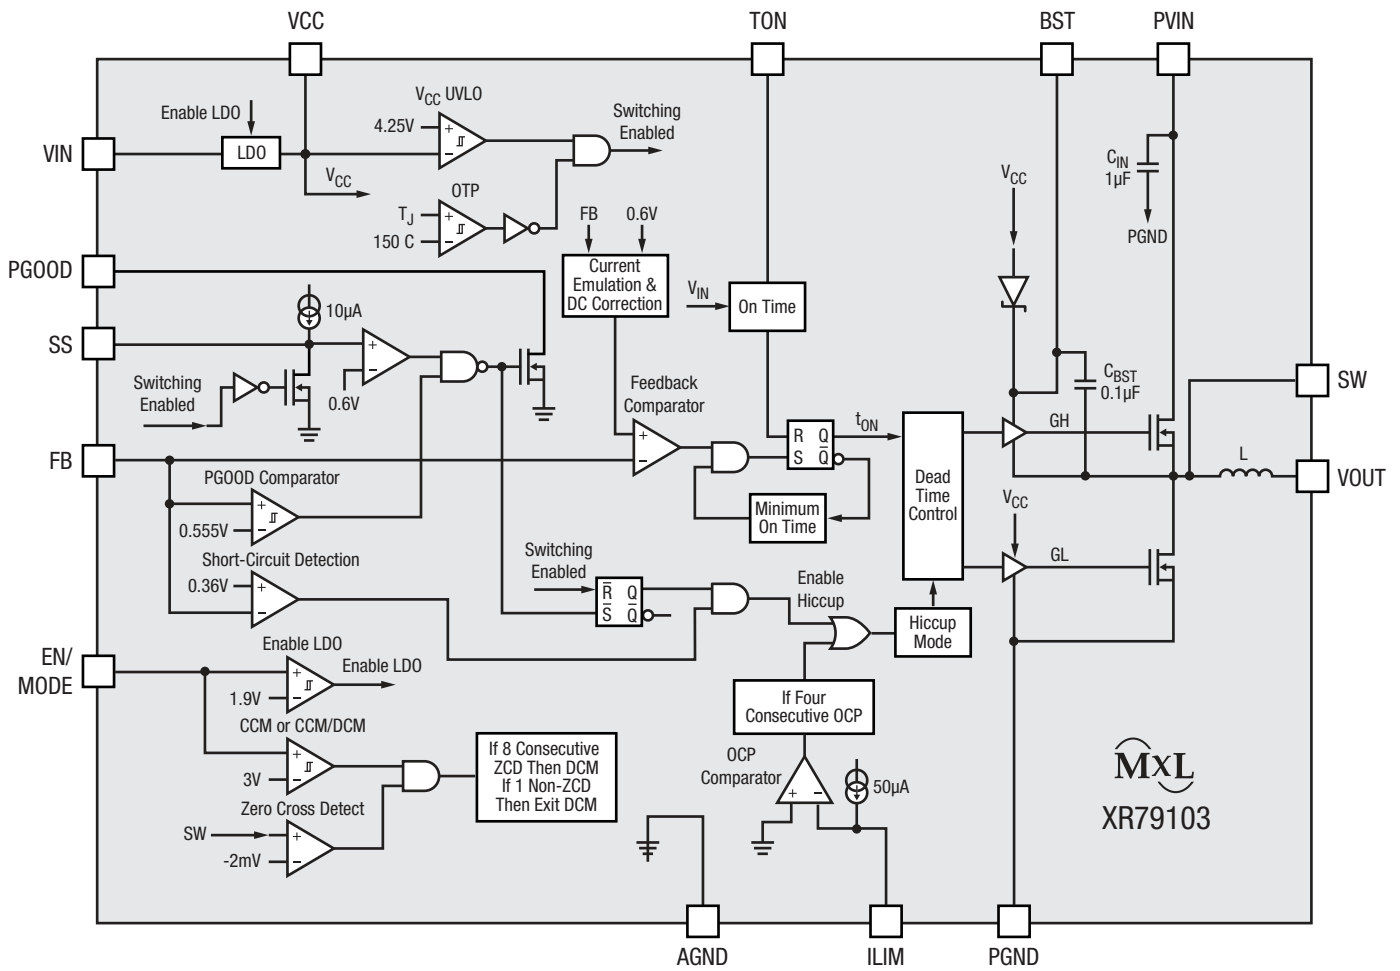 VCC
TON
BST
PVIN
Enable LDO
LDO
VIN
VCC
VCC UVLO
4.25V
+
−
Switching
Enabled
OTP
TJ
150 C
+
−
FB
0.6V
Current
Emulation &
DC Correction
VIN
On Time
VCC
CIN
1µF
PGND
PGOOD
10µA
SS
Switching
Enabled
+
−
0.6V
CBST
0.1µF
SW
Feedback
Comparator
+
−
R Q
S Q̅
tON
GH
FB
PGOOD Comparator
+
−
0.555V
Minimum
On Time
Dead
Time
Control
L
VOUT
VCC
GL
Short-Circuit Detection
0.36V
+
−
Switching
Enabled
R̅ Q
S̅ Q̅
Enable
Hiccup
Hiccup
Mode
EN/
MODE
Enable LDO
+
−
1.9V
Enable LDO
CCM or CCM/DCM
+
−
3V
Zero Cross Detect
SW
+
−
-2mV
If 8 Consecutive
ZCD Then DCM
If 1 Non-ZCD
Then Exit DCM
If Four
Consecutive OCP
OCP
Comparator
+ −
50µA
MxL
XR79103
AGND
ILIM
PGND